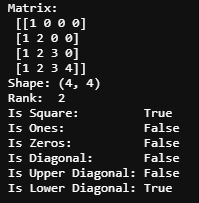 Matrix:
[[1 0 0 0]
[1 2 0 0]
[1 2 3 0]
[1 2 3 4]]
Shape: (4, 4)
Rank: 2
Is Square: True
Is Ones: False
Is Zeros: False
Is Diagonal: False
Is Upper Diagonal: False
Is Lower Diagonal: True